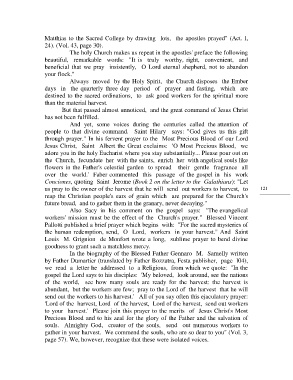 Matthias to the Sacred College by drawing lots, the apostles prayed" (Act. 1,
24). (Vol. 43, page 30).
The holy Church makes us repeat in the apostles' preface the following
beautiful, remarkable words: "It is truly worthy, right, convenient, and
beneficial that we pray insistently, O Lord eternal shepherd, not to abandon
your flock."
Always moved by the Holy Spirit, the Church disposes the Ember
days in the quarterly three day period of prayer and fasting, which are
destined to the sacred ordinations, to ask good workers for the spiritual more
than the material harvest.
But that passed almost unnoticed, and the great command of Jesus Christ
has not been fulfilled.
And yet, some voices during the centuries called the attention of
people to that divine command. Saint Hilary says: "God gives us this gift
through prayer." In his fervent prayer to the Most Precious Blood of our Lord
Jesus Christ, Saint Albert the Great exclaims: 'O Most Precious Blood, we
adore you in the holy Eucharist where you stay substantially... Please pour out on
the Church, fecundate her with the saints, enrich her with angelical souls like
flowers in the Father's celestial garden to spread their gentle fragrance all
over the world.' Faber commented this passage of the gospel in his work
Conciones, quoting Saint Jerome (Book 2 on the letter to the Galathians): "Let
us pray to the owner of the harvest that he will send out workers to harvest, to
reap the Christian people's ears of grain which are prepared for the Church's
future bread, and to gather them in the granary, never decaying."
121
Also Sacy in his comment on the gospel says: "The evangelical
workers' mission must be the effect of the Church's prayer." Blessed Vincent
Pallotti published a brief prayer which begins with: "For the sacred mysteries of
the human redemption, send, O Lord, workers in your harvest." And Saint
Louis M. Grignion de Monfort wrote a long, sublime prayer to bend divine
goodness to grant such a matchless mercy.
In the biography of the Blessed Father Gennaro M. Sarnelly written
by Father Dumartier (translated by Father Borzatta, Festa publisher, page 104),
we read a letter he addressed to a Religious, from which we quote: 'In the
gospel the Lord says to his disciples: 'My beloved, look around, see the nations
of the world, see how many souls are ready for the harvest: the harvest is
abundant, but the workers are few; pray to the Lord of the harvest that he will
send out the workers to his harvest.' All of you say often this ejaculatory prayer:
'Lord of the harvest, Lord of the harvest, Lord of the harvest, send out workers
to your harvest.' Please join this prayer to the merits of Jesus Christ's Most
Precious Blood and to his zeal for the glory of the Father and the salvation of
souls. Almighty God, creator of the souls, send out numerous workers to
gather in your harvest. We commend the souls, who are so dear to you" (Vol. 3,
page 57). We, however, recognize that these were isolated voices.